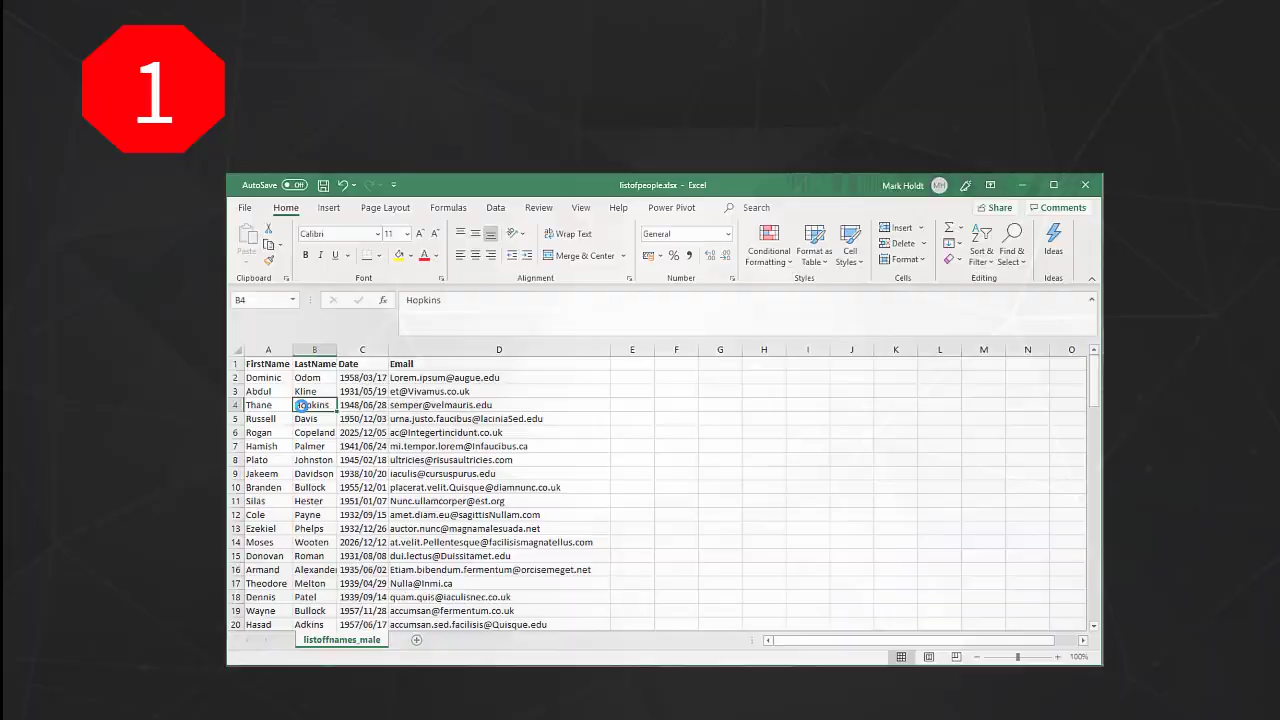 1
AutoSave Off listofpeople.xlsx - Excel Mark Holdt MH
File Home Insert Page Layout Formulas Data Review View Help Power Pivot Search Share Comments
Paste Calibri 11 Wrap Text General Conditional Formatting Format as Table Cell Styles Insert Sort & Filter Find & Select Ideas
B I U Merge & Center % Delete
Format
Clipboard Font Alignment Number Styles Cells Editing Ideas
B4 fx Hopkins
A B C D E F G H I J K L M N O
1 FirstName LastName Date Email
2 Dominic Odom 1958/03/17 Lorem.ipsum@augue.edu
3 Abdul Kline 1931/05/19 et@Vivamus.co.uk
4 Thane Hopkins 1948/06/28 semper@velmauris.edu
5 Russell Davis 1950/12/03 urna.justo.faucibus@laciniaSed.edu
6 Rogan Copeland 2025/12/05 ac@Integertincidunt.co.uk
7 Hamish Palmer 1941/06/24 mi.tempor.lorem@Infaucibus.ca
8 Plato Johnston 1945/02/18 ultricies@risusaultricies.com
9 Jakeem Davidson 1938/10/20 iaculis@cursuspurus.edu
10 Branden Bullock 1955/12/01 placerat.velit.Quisque@diamnunc.co.uk
11 Silas Hester 1951/01/07 Nunc.ullamcorper@est.org
12 Cole Payne 1932/09/15 amet.diam.eu@sagittisNullam.com
13 Ezekiel Phelps 1932/12/26 auctor.nunc@magnamalesuada.net
14 Moses Wooten 2026/12/12 at.velit.Pellentesque@facilisismagnatellus.com
15 Donovan Roman 1931/08/08 dui.lectus@Duissitamet.edu
16 Armand Alexander 1935/06/02 Etiam.bibendum.fermentum@orcisemeget.net
17 Theodore Melton 1939/04/29 Nulla@Inmi.ca
18 Dennis Patel 1939/09/14 quam.quis@iaculisnec.co.uk
19 Wayne Bullock 1957/11/28 accumsan@fermentum.co.uk
20 Hasad Adkins 1957/06/17 accumsan.sed.facilisis@Quisque.edu
listoffnames_male
100%